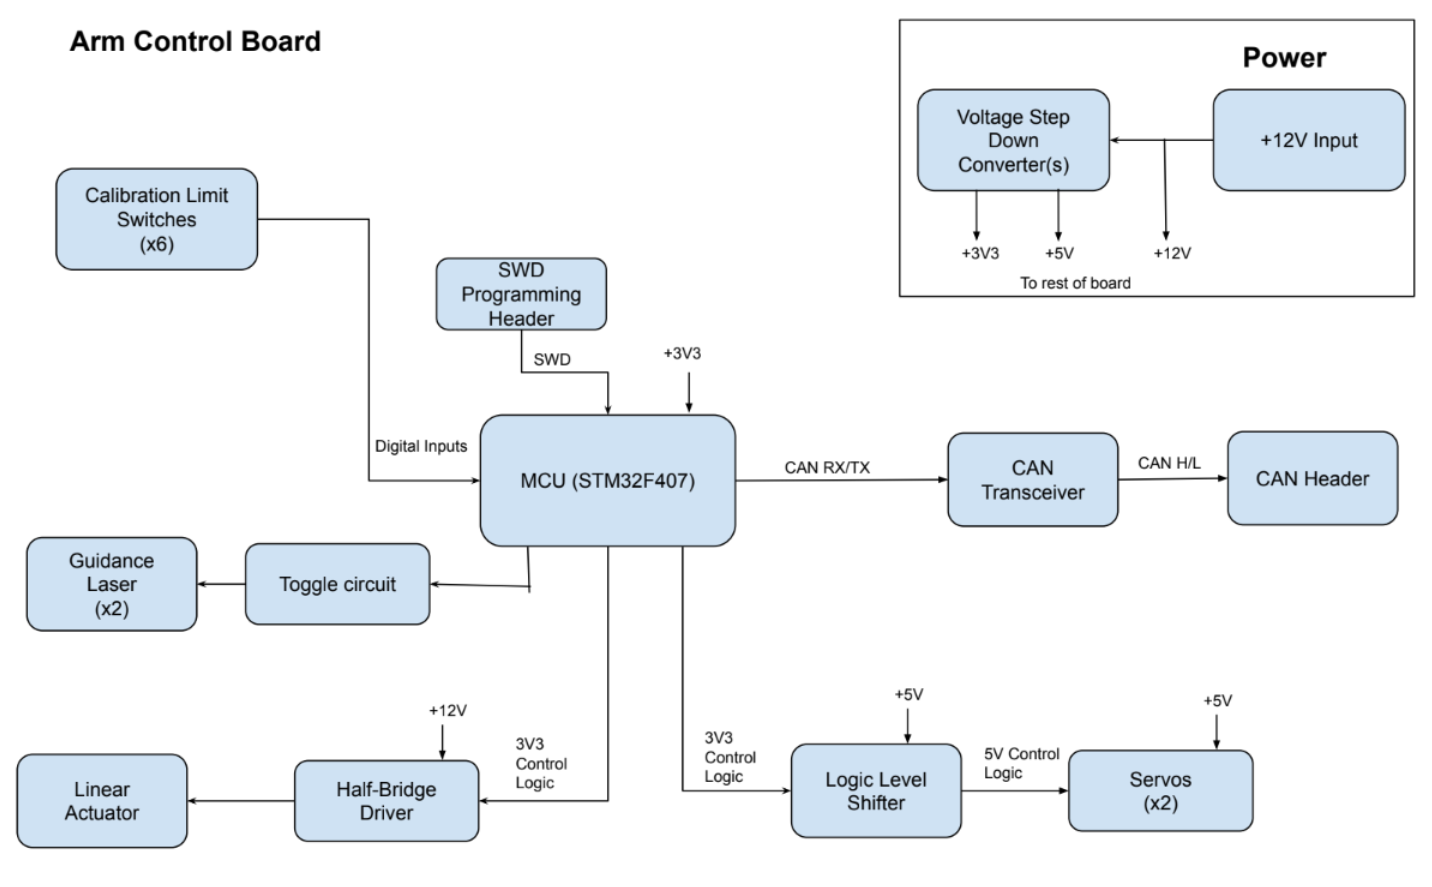 Arm Control Board
Power
Voltage Step
Down
Converter(s)
+12V Input
+3V3
+5V
+12V
To rest of board
Calibration Limit
Switches
(x6)
SWD
Programming
Header
SWD
+3V3
Digital Inputs
MCU (STM32F407)
CAN RX/TX
CAN
Transceiver
CAN H/L
CAN Header
Guidance
Laser
(x2)
Toggle circuit
+12V
3V3
Control
Logic
Linear
Actuator
Half-Bridge
Driver
3V3
Control
Logic
+5V
Logic Level
Shifter
5V Control
Logic
+5V
Servos
(x2)